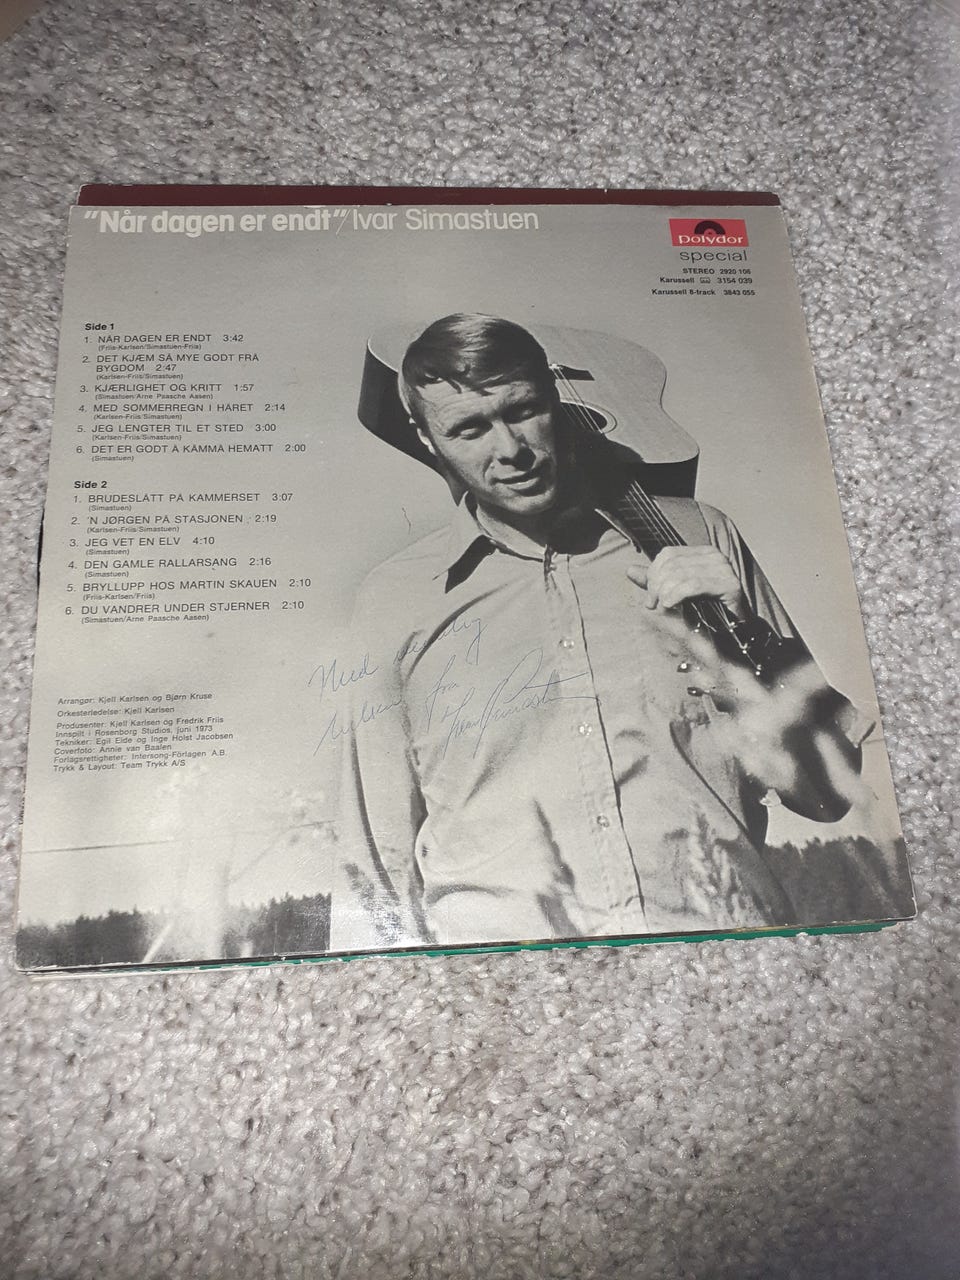 "Når dagen er endt"/Ivar Simastuen
polydor
special
STEREO 2920 106
Karussell 3154 039
Karussell 8-track 3843 055
Side 1
1. NÅR DAGEN ER ENDT 3:42
(Friis-Karlsen/Simastuen-Friis)
2. DET KJÆM SÅ MYE GODT FRÅ
BYGDOM 2:47
(Karlsen-Friis/Simastuen)
3. KJÆRLIGHET OG KRITT 1:57
(Simastuen/Arne Paasche Aasen)
4. MED SOMMERREGN I HÅRET 2:14
(Karlsen-Friis/Simastuen)
5. JEG LENGTER TIL ET STED 3:00
(Karlsen-Friis/Simastuen)
6. DET ER GODT Å KÅMMÅ HEMATT 2:00
(Simastuen)
Side 2
1. BRUDESLÅTT PÅ KAMMERSET 3:07
(Simastuen)
2. 'N JØRGEN PÅ STASJONEN 2:19
(Karlsen-Friis/Simastuen)
3. JEG VET EN ELV 4:10
(Simastuen)
4. DEN GAMLE RALLARSANG 2:16
(Simastuen)
5. BRYLLUPP HOS MARTIN SKAUEN 2:10
(Friis-Karlsen/Friis)
6. DU VANDRER UNDER STJERNER 2:10
(Simastuen/Arne Paasche Aasen)
Med vennlig
hilsen fra
Ivar Simastuen
Arrangør: Kjell Karlsen og Bjørn Kruse
Orkesterledelse: Kjell Karlsen
Produsenter: Kjell Karlsen og Fredrik Friis
Innspilt i Rosenborg Studios, juni 1973
Tekniker: Egil Eide og Inge Holst Jacobsen
Coverfoto: Annie van Baalen
Forlagsrettigheter: Intersong-Förlagen A.B.
Trykk & Layout: Team Trykk A/S